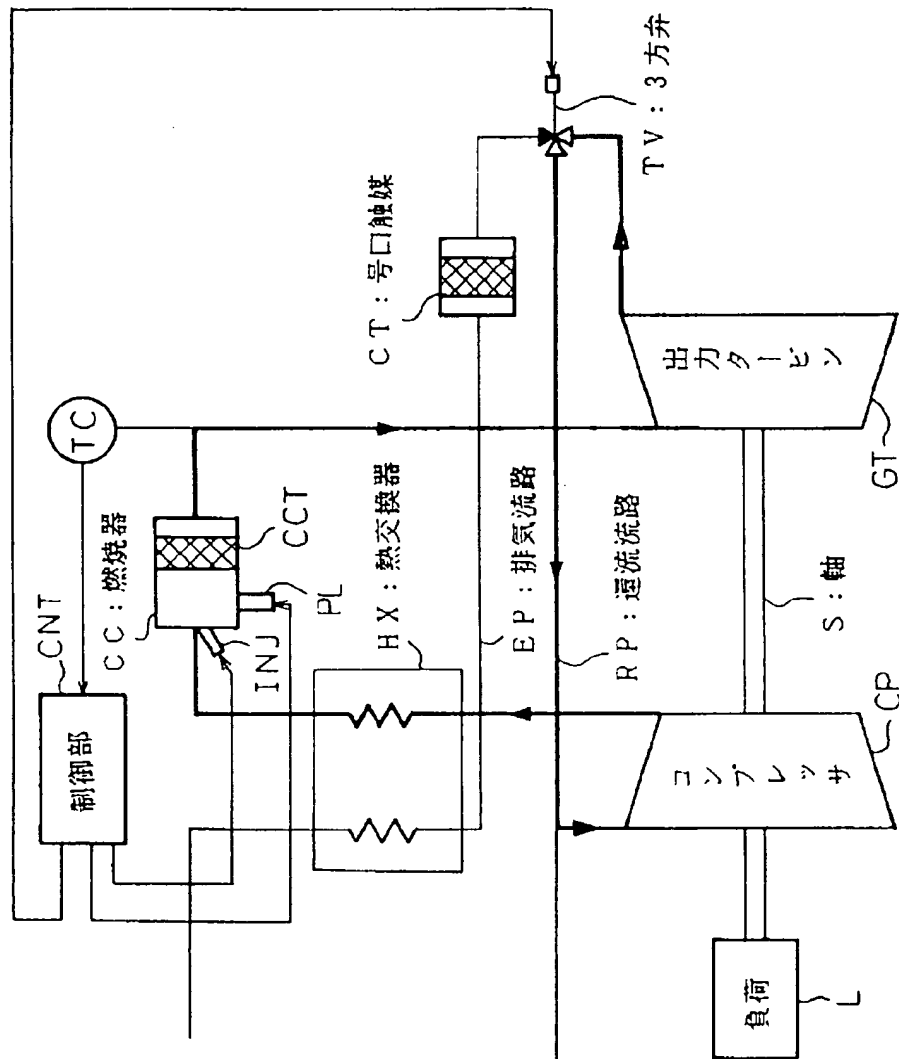 制御部
CNT
TC
CC：燃焼器
CCT
PL
INJ
HX：熱交換器
CT：号口触媒
TV：3方弁
EP：排気流路
RP：還流流路
出力タービン
GT
S：軸
コンプレッサ
CP
負荷
L